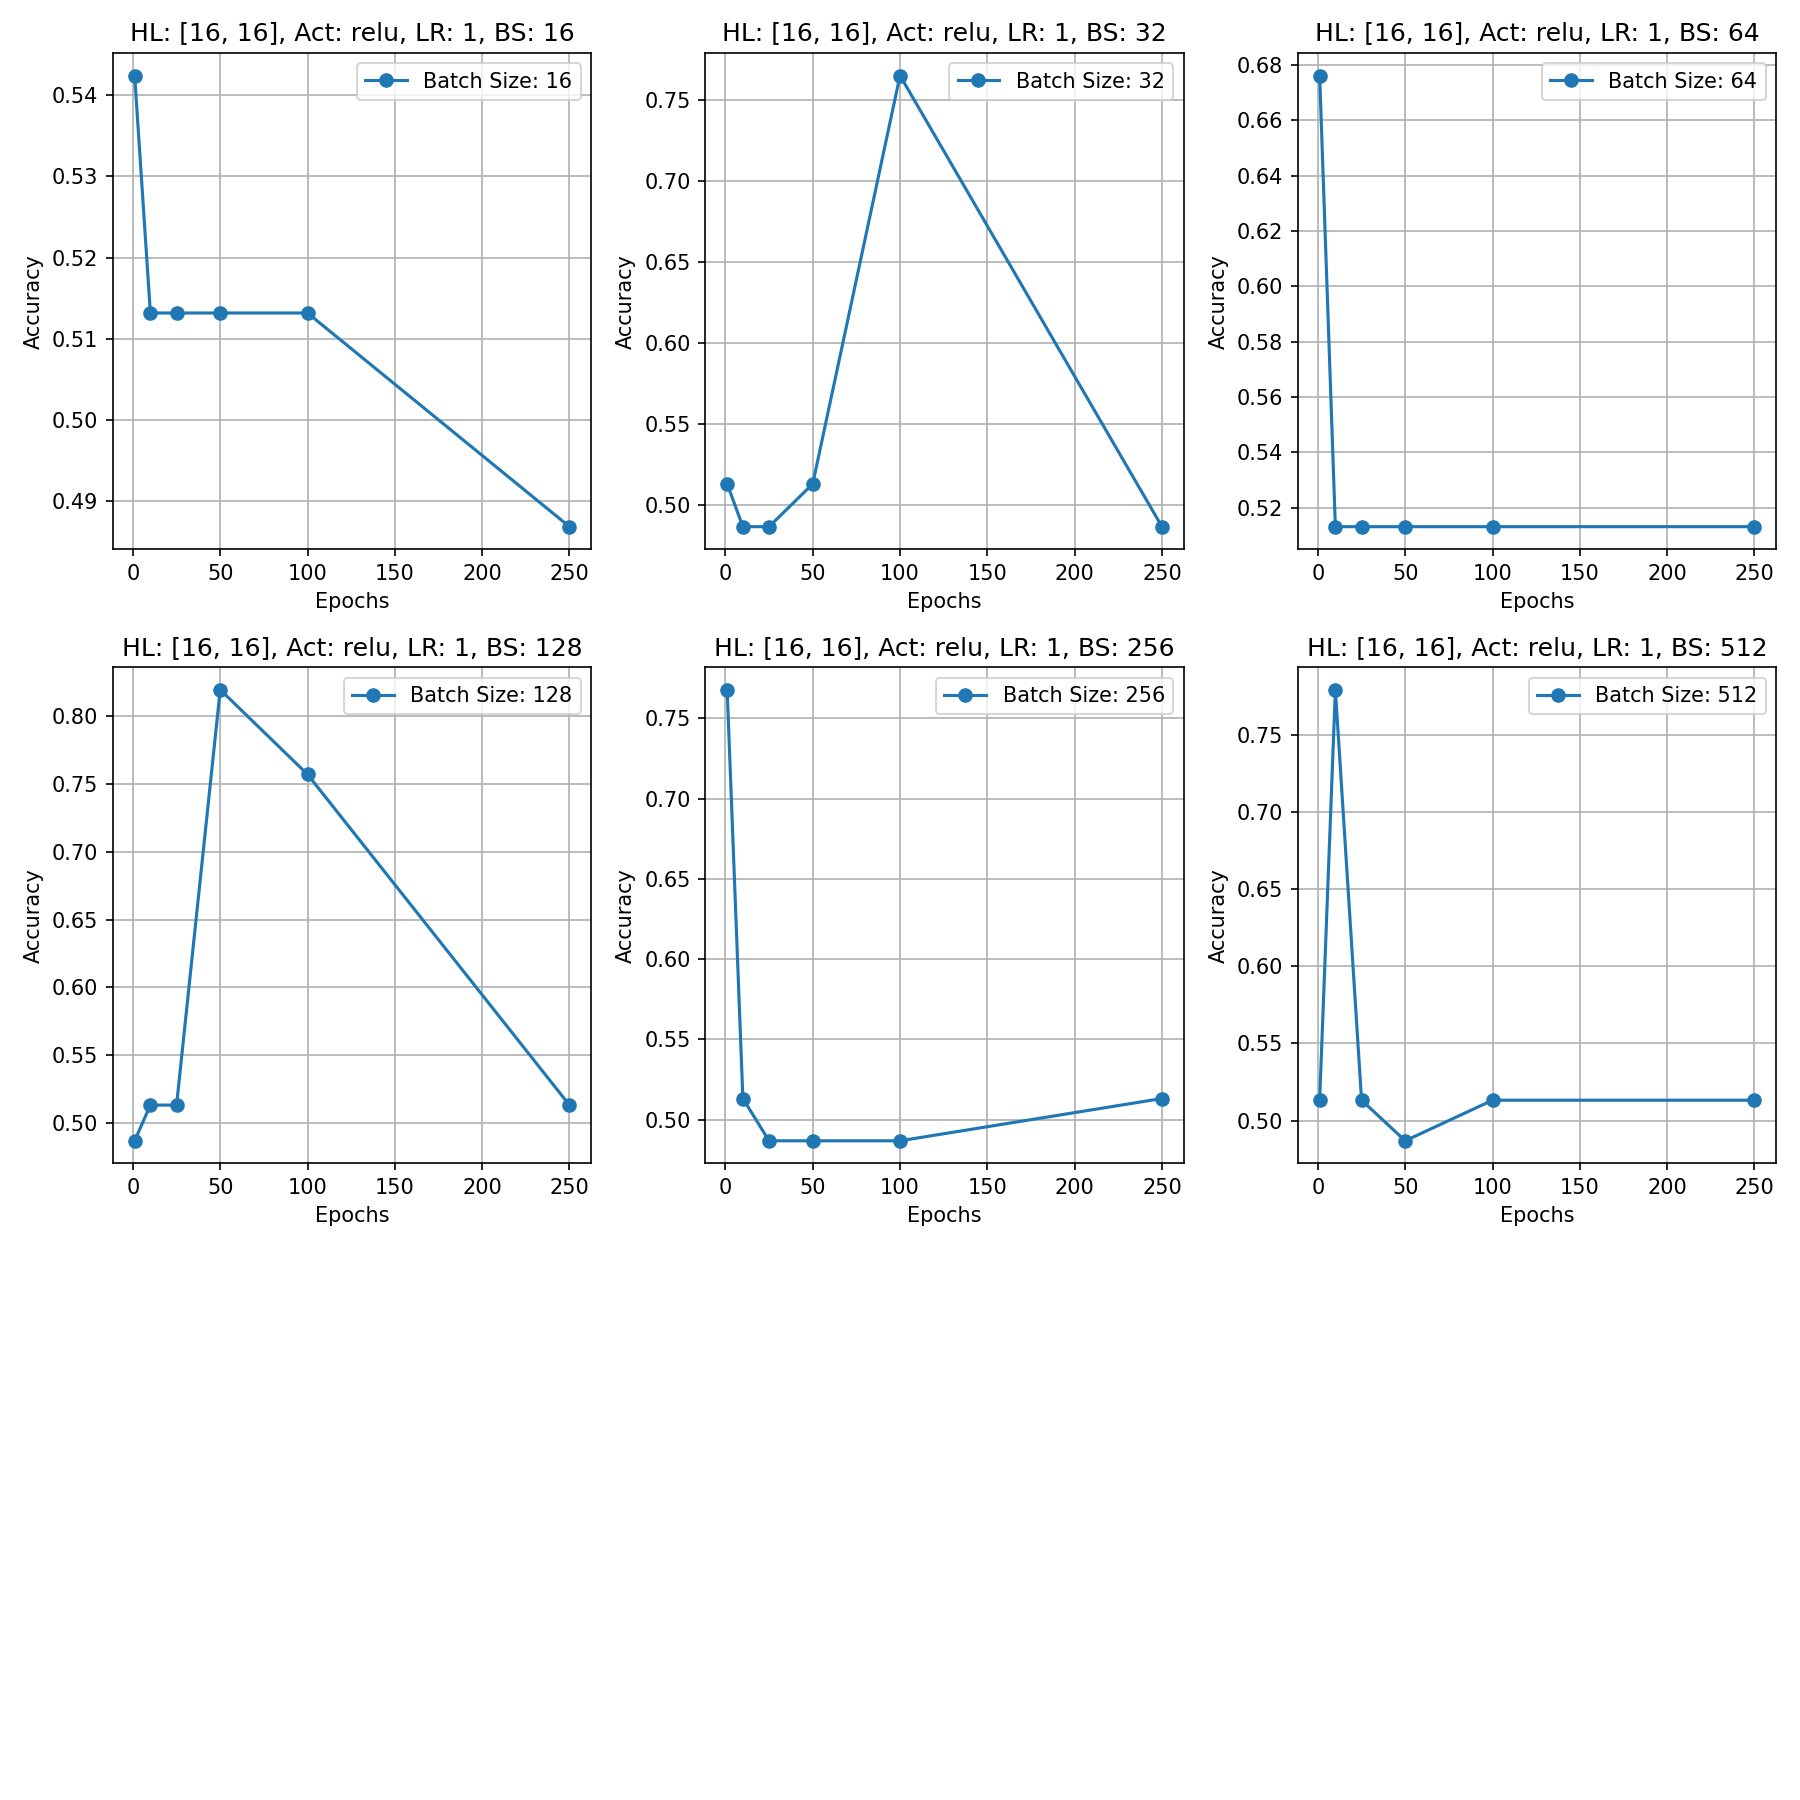 HL: [16, 16], Act: relu, LR: 1, BS: 16
Batch Size: 16
0.54
0.53
0.52
0.51
0.50
0.49
Accuracy
0 50 100 150 200 250
Epochs
HL: [16, 16], Act: relu, LR: 1, BS: 32
Batch Size: 32
0.75
0.70
0.65
0.60
0.55
0.50
Accuracy
0 50 100 150 200 250
Epochs
HL: [16, 16], Act: relu, LR: 1, BS: 64
Batch Size: 64
0.68
0.66
0.64
0.62
0.60
0.58
0.56
0.54
0.52
Accuracy
0 50 100 150 200 250
Epochs
HL: [16, 16], Act: relu, LR: 1, BS: 128
Batch Size: 128
0.80
0.75
0.70
0.65
0.60
0.55
0.50
Accuracy
0 50 100 150 200 250
Epochs
HL: [16, 16], Act: relu, LR: 1, BS: 256
Batch Size: 256
0.75
0.70
0.65
0.60
0.55
0.50
Accuracy
0 50 100 150 200 250
Epochs
HL: [16, 16], Act: relu, LR: 1, BS: 512
Batch Size: 512
0.75
0.70
0.65
0.60
0.55
0.50
Accuracy
0 50 100 150 200 250
Epochs